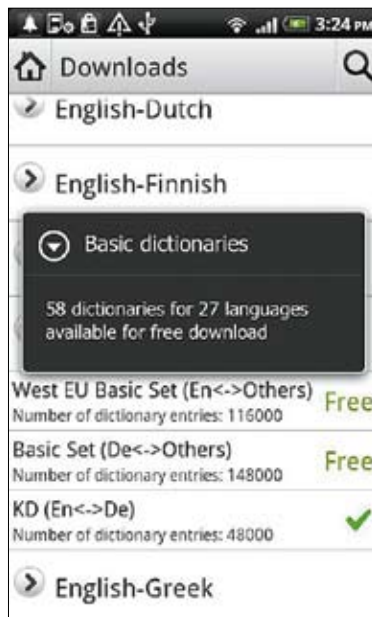 3:24 PM
Downloads
English-Dutch
English-Finnish
Basic dictionaries
58 dictionaries for 27 languages
available for free download
West EU Basic Set (En<->Others)
Free
Number of dictionary entries: 116000
Basic Set (De<->Others)
Free
Number of dictionary entries: 148000
KD (En<->De)
Number of dictionary entries: 48000
English-Greek